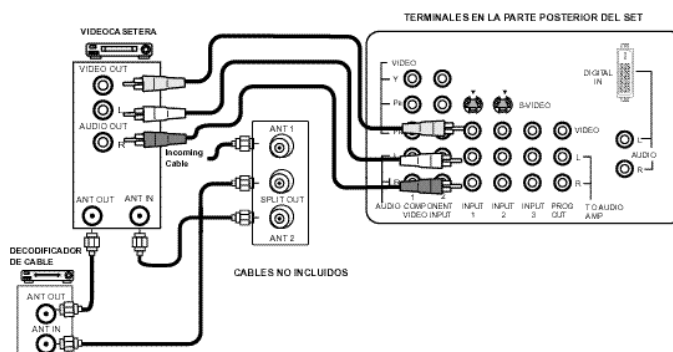 TERMINALES EN LA PARTE POSTERIOR DEL SET
VIDEOCASETERA
VIDEO OUT
L
AUDIO OUT
R
ANT OUT
ANT IN
Incoming
Cable
ANT 1
SPLIT OUT
ANT 2
CABLES NO INCLUIDOS
DECODIFICADOR
DE CABLE
ANT OUT
ANT IN
VIDEO
Y
S-VIDEO
VIDEO
L
R
AUDIO
1
2
COMPONENT
VIDEO INPUT
INPUT
1
INPUT
2
INPUT
3
PROG
OUT
TO AUDIO
AMP
DIGITAL
IN
L
AUDIO
R